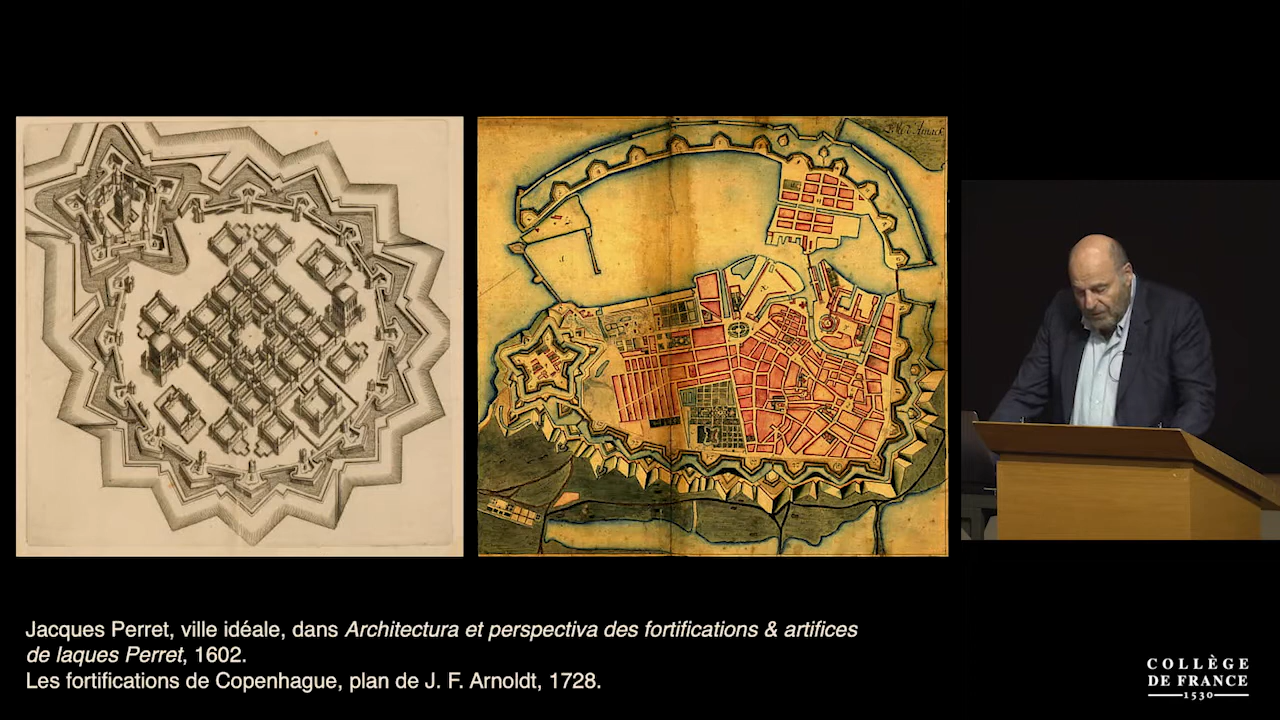 Jacques Perret, ville idéale, dans Architectura et perspectiva des fortifications & artifices
de Iaques Perret, 1602.
Les fortifications de Copenhague, plan de J. F. Arnoldt, 1728.
COLLÈGE
DE FRANCE
1530